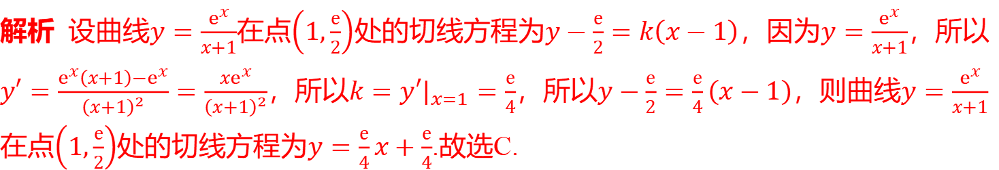 解析 设曲线$y=\frac{\mathrm{e}^x}{x+1}$在点$\left(1,\frac{\mathrm{e}}{2}\right)$处的切线方程为$y-\frac{\mathrm{e}}{2}=k(x-1)$，因为$y=\frac{\mathrm{e}^x}{x+1}$，所以
$y'=\frac{\mathrm{e}^x(x+1)-\mathrm{e}^x}{(x+1)^2}=\frac{x\mathrm{e}^x}{(x+1)^2}$，所以$k=y'|_{x=1}=\frac{\mathrm{e}}{4}$，所以$y-\frac{\mathrm{e}}{2}=\frac{\mathrm{e}}{4}(x-1)$，则曲线$y=\frac{\mathrm{e}^x}{x+1}$
在点$\left(1,\frac{\mathrm{e}}{2}\right)$处的切线方程为$y=\frac{\mathrm{e}}{4}x+\frac{\mathrm{e}}{4}$.故选C.